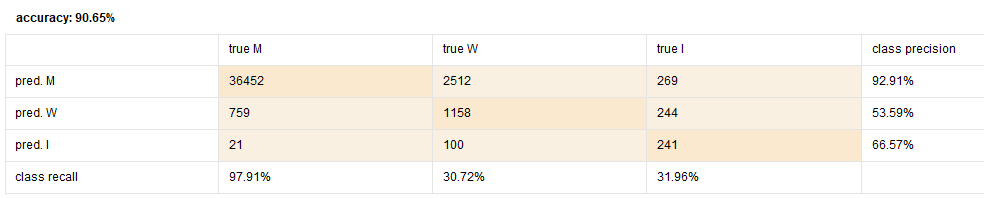 accuracy: 90.65%
true M true W true I class precision
pred. M 36452 2512 269 92.91%
pred. W 759 1158 244 53.59%
pred. I 21 100 241 66.57%
class recall 97.91% 30.72% 31.96%